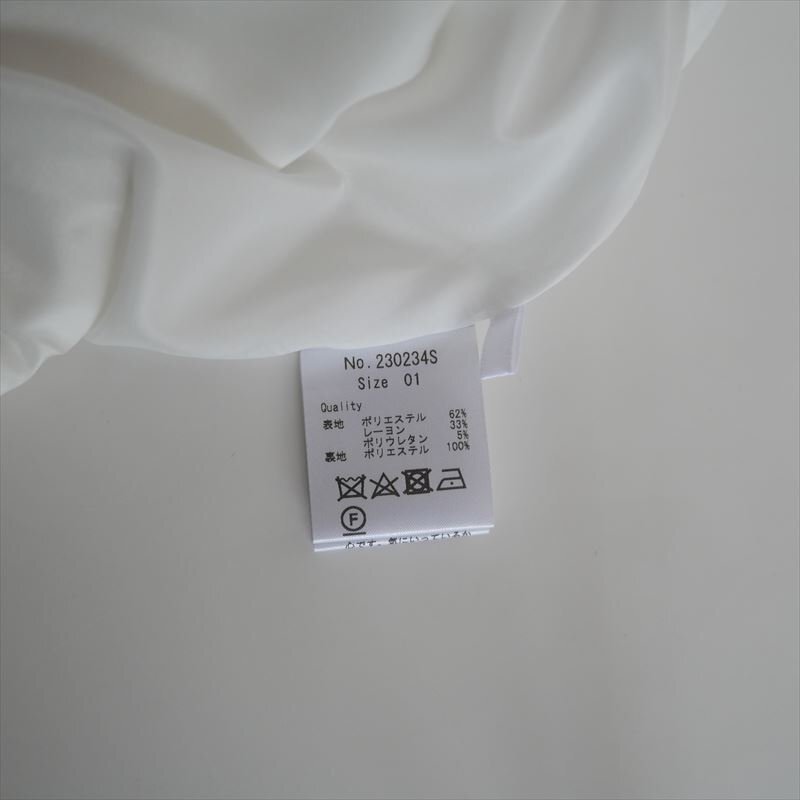 No. 230234S
Size 01
Quality
表地 ポリエステル 62%
レーヨン 33%
ポリウレタン 5%
裏地 ポリエステル 100%
F